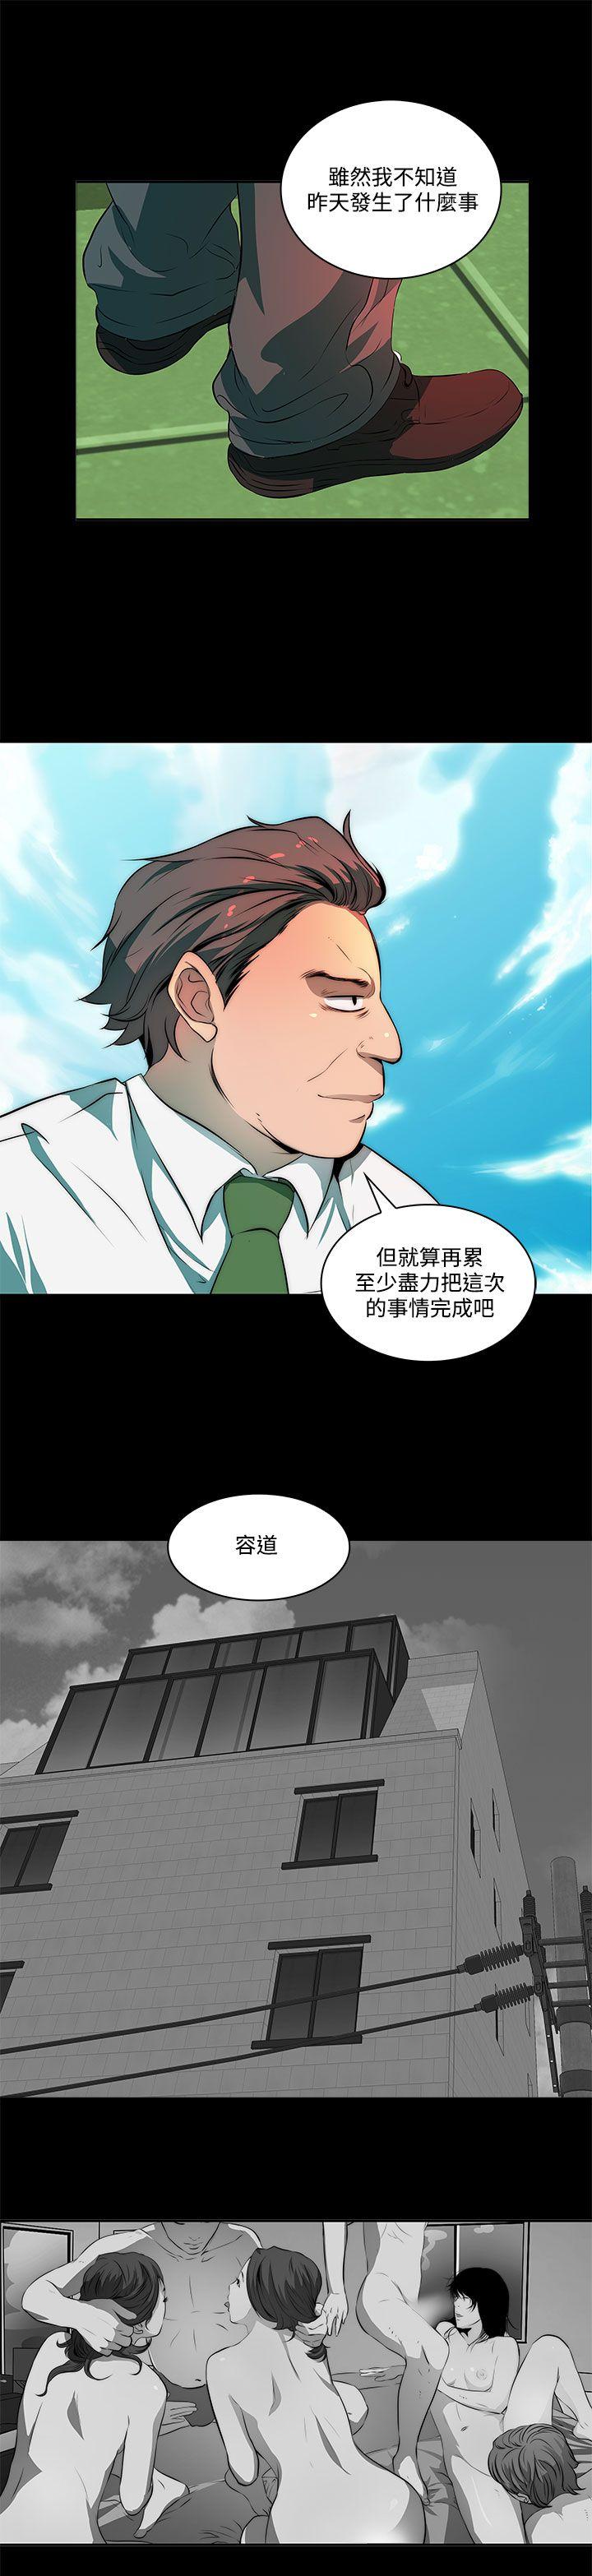 雖然我不知道
昨天發生了什麼事
但就算再累
至少盡力把這次
的事情完成吧
容道